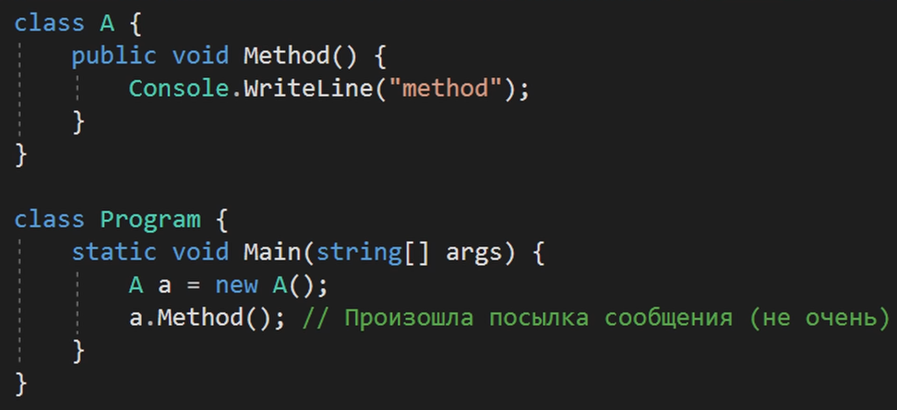 class A {
public void Method() {
Console.WriteLine("method");
}
}
class Program {
static void Main(string[] args) {
A a = new A();
a.Method(); // Произошла посылка сообщения (не очень)
}
}